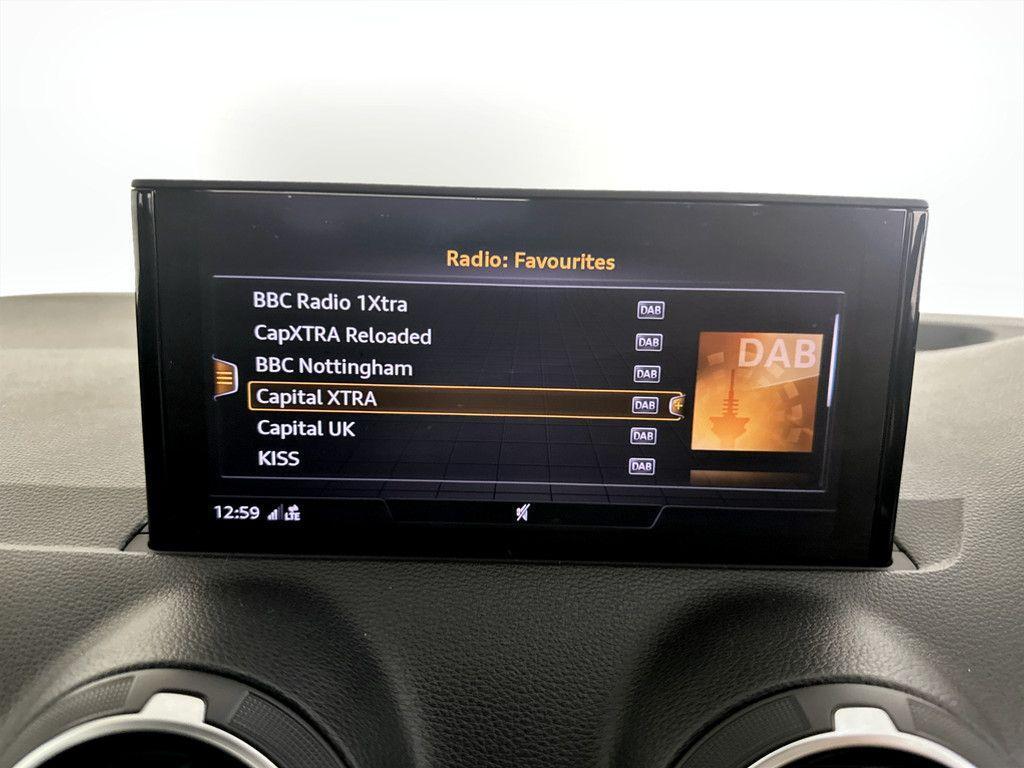 Radio: Favourites
BBC Radio 1Xtra DAB
CapXTRA Reloaded DAB
BBC Nottingham DAB
Capital XTRA DAB
Capital UK DAB
KISS DAB
DAB
12:59 LTE